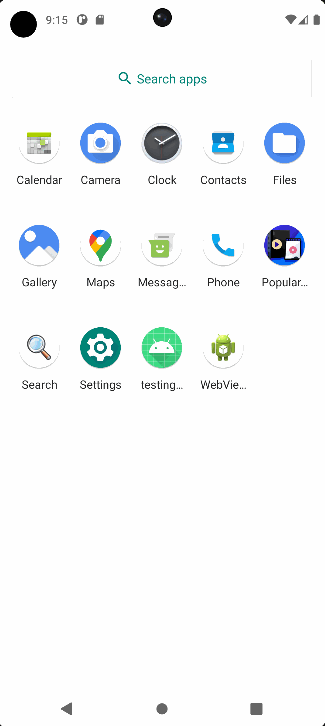 9:15
Search apps
Calendar Camera Clock Contacts Files
Gallery Maps Messag... Phone Popular...
Search Settings testing... WebVie...